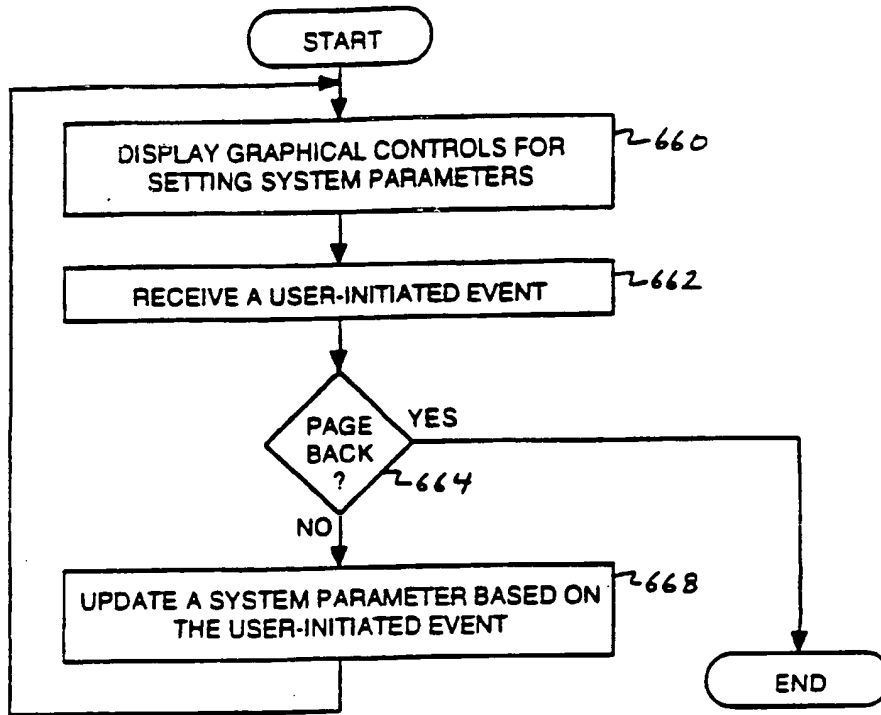 START
DISPLAY GRAPHICAL CONTROLS FOR
SETTING SYSTEM PARAMETERS
660
RECEIVE A USER-INITIATED EVENT
662
PAGE
BACK
?
YES
664
NO
UPDATE A SYSTEM PARAMETER BASED ON
THE USER-INITIATED EVENT
668
END